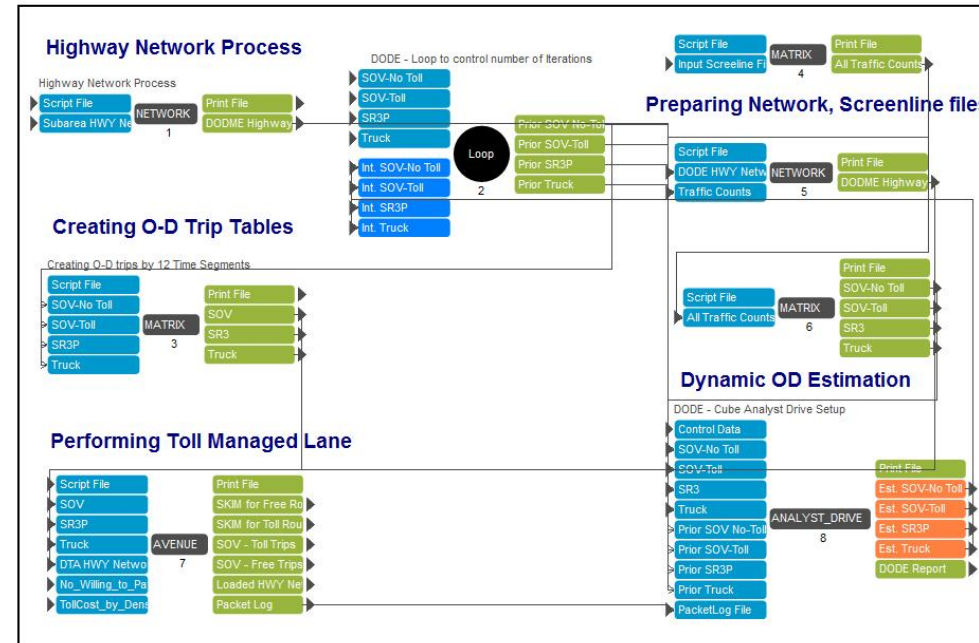 Highway Network Process
Highway Network Process
Script File
Subarea HWY Ne
NETWORK
1
Print File
DODME Highway
DODE - Loop to control number of Iterations
SOV-No Toll
SOV-Toll
SR3P
Truck
Int. SOV-No Toll
Int. SOV-Toll
Int. SR3P
Int. Truck
Loop
2
Prior SOV No-Tol
Prior SOV-Toll
Prior SR3P
Prior Truck
Script File
Input Screeline Fi
MATRIX
4
Print File
All Traffic Counts
Preparing Network, Screenline files
Script File
DODE HWY Netw
Traffic Counts
NETWORK
5
Print File
DODME Highway
Creating O-D Trip Tables
Creating O-D trips by 12 Time Segments
Script File
SOV-No Toll
SOV-Toll
SR3P
Truck
MATRIX
3
Print File
SOV
SR3
Truck
Script File
All Traffic Counts
MATRIX
6
Print File
SOV-No Toll
SOV-Toll
SR3
Truck
Performing Toll Managed Lane
Script File
SOV
SR3P
Truck
DTA HWY Netwo
No_Willing_to_Pa
TollCost_by_Dens
AVENUE
7
Print File
SKIM for Free Ro
SKIM for Toll Rou
SOV - Toll Trips
SOV - Free Trips
Loaded HWY Ne
Packet Log
Dynamic OD Estimation
DODE - Cube Analyst Drive Setup
Control Data
SOV-No Toll
SOV-Toll
SR3
Truck
Prior SOV No-Toll
Prior SOV-Toll
Prior SR3P
Prior Truck
PacketLog File
ANALYST_DRIVE
8
Print File
Est. SOV-No Toll
Est. SOV-Toll
Est. SR3P
Est. Truck
DODE Report